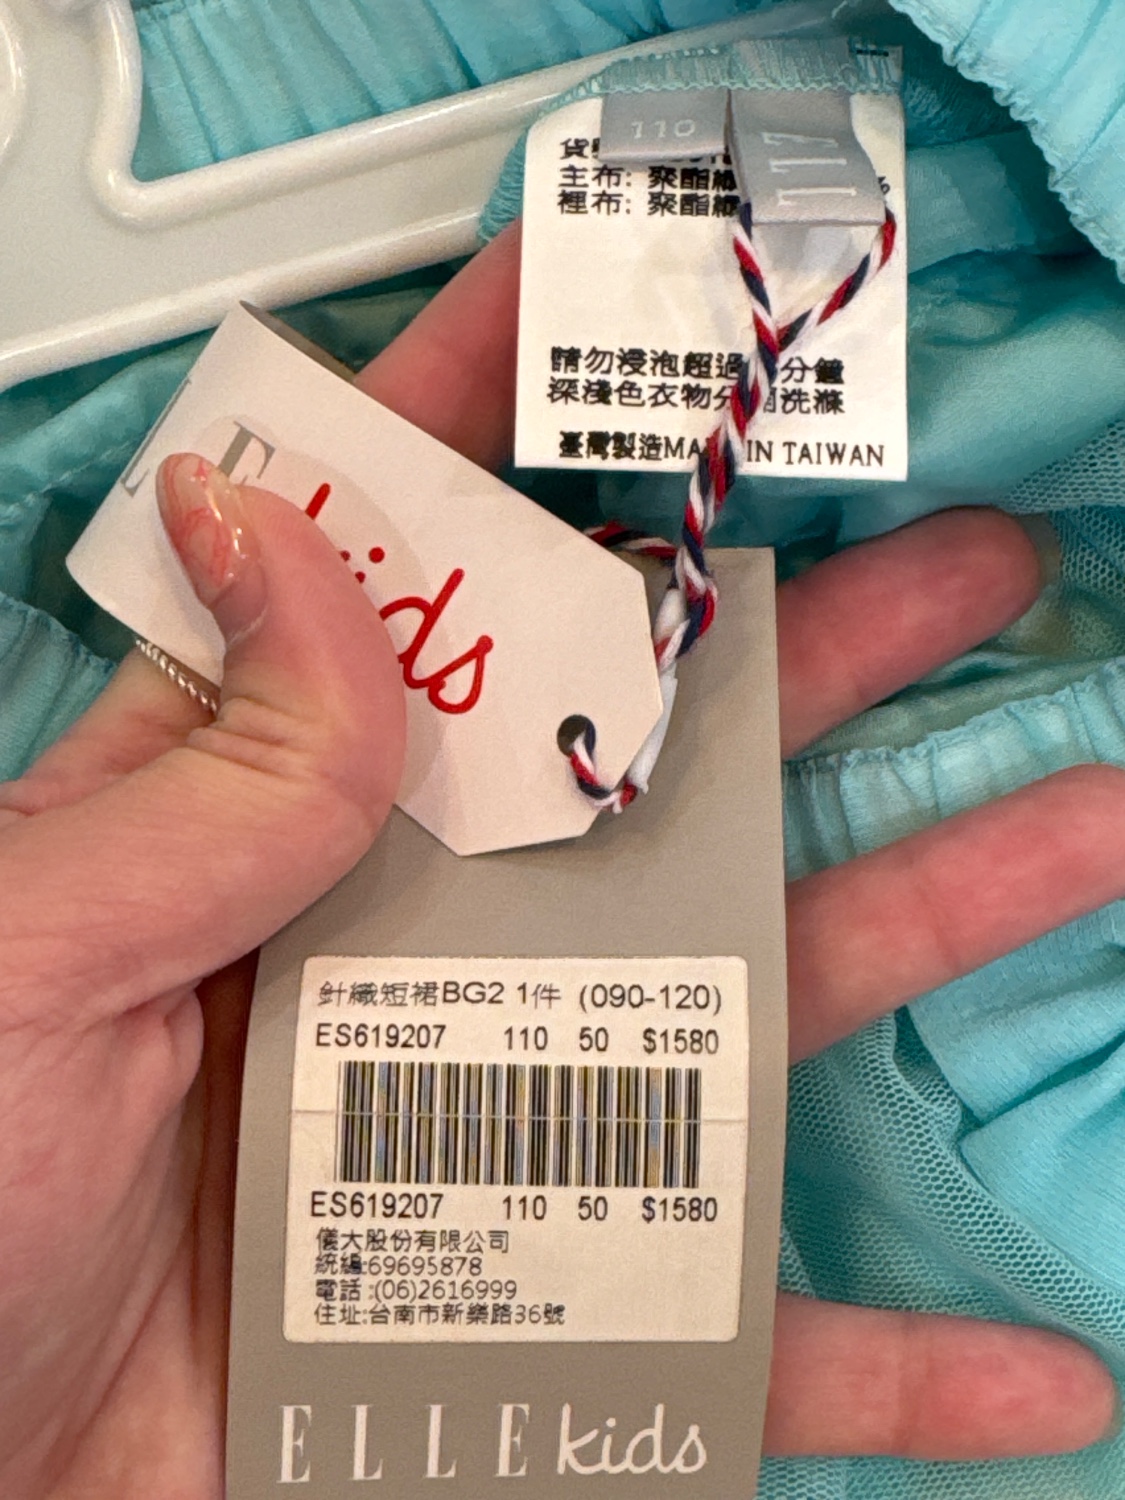 110
ELLE
貨
主布: 聚酯纖
裡布: 聚酯纖
請勿浸泡超過 分鐘
深淺色衣物分 洗滌
臺灣製造MA IN TAIWAN
E
kids
針織短裙BG2 1件 (090-120)
ES619207 110 50 $1580
ES619207 110 50 $1580
儀大股份有限公司
統編:69695878
電話:(06)2616999
住址:台南市新樂路36號
ELLE kids